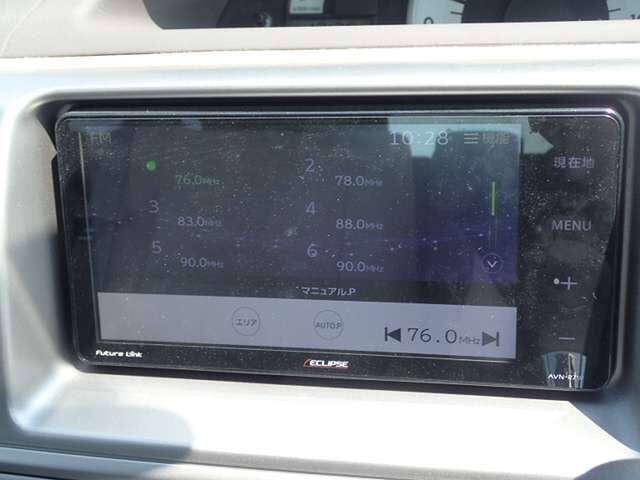 FM
10:28
機能
現在地
2
76.0MHz
78.0MHz
3
4
83.0MHz
88.0MHz
MENU
5
6
90.0MHz
90.0MHz
マニュアル.P
+
エリア
AUTO.P
76.0MHz
−
Future Link
ECLIPSE